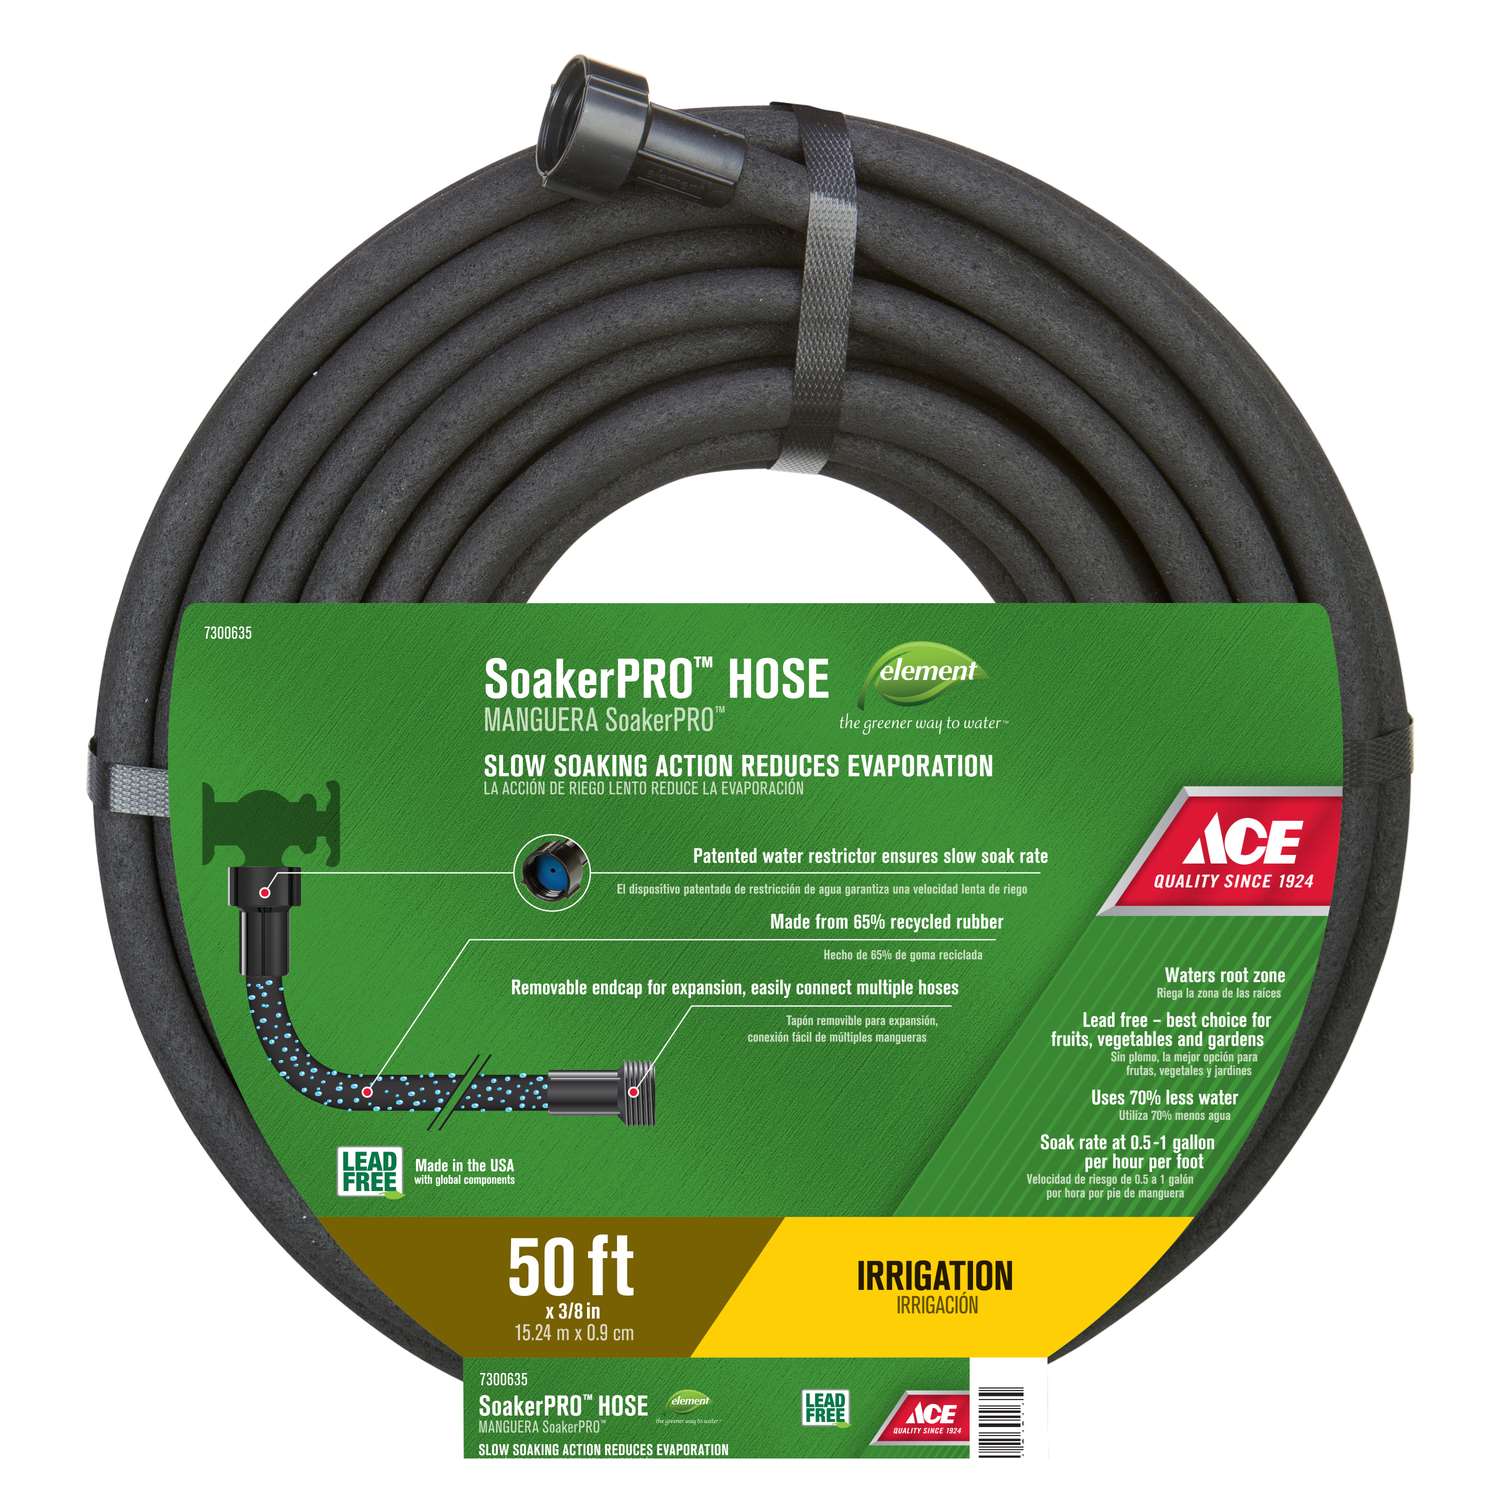 element
7300635
SoakerPRO™ HOSE
MANGUERA SoakerPRO™
element
the greener way to water™
SLOW SOAKING ACTION REDUCES EVAPORATION
LA ACCIÓN DE RIEGO LENTO REDUCE LA EVAPORACIÓN
Patented water restrictor ensures slow soak rate
El dispositivo patentado de restricción de agua garantiza una velocidad lenta de riego
Made from 65% recycled rubber
Hecho de 65% de goma reciclada
Removable endcap for expansion, easily connect multiple hoses
Tapón removible para expansión,
conexión fácil de múltiples mangueras
ACE
QUALITY SINCE 1924
Waters root zone
Riega la zona de las raíces
Lead free – best choice for
fruits, vegetables and gardens
Sin plomo, la mejor opción para
frutas, vegetales y jardines
Uses 70% less water
Utiliza 70% menos agua
Soak rate at 0.5-1 gallon
per hour per foot
Velocidad de riesgo de 0.5 a 1 galón
por hora por pie de manguera
LEAD
FREE
Made in the USA
with global components
50 ft
x 3/8 in
15.24 m x 0.9 cm
IRRIGATION
IRRIGACIÓN
7300635
SoakerPRO™ HOSE
MANGUERA SoakerPRO™
element
the greener way to water™
SLOW SOAKING ACTION REDUCES EVAPORATION
LEAD
FREE
ACE
QUALITY SINCE 1924